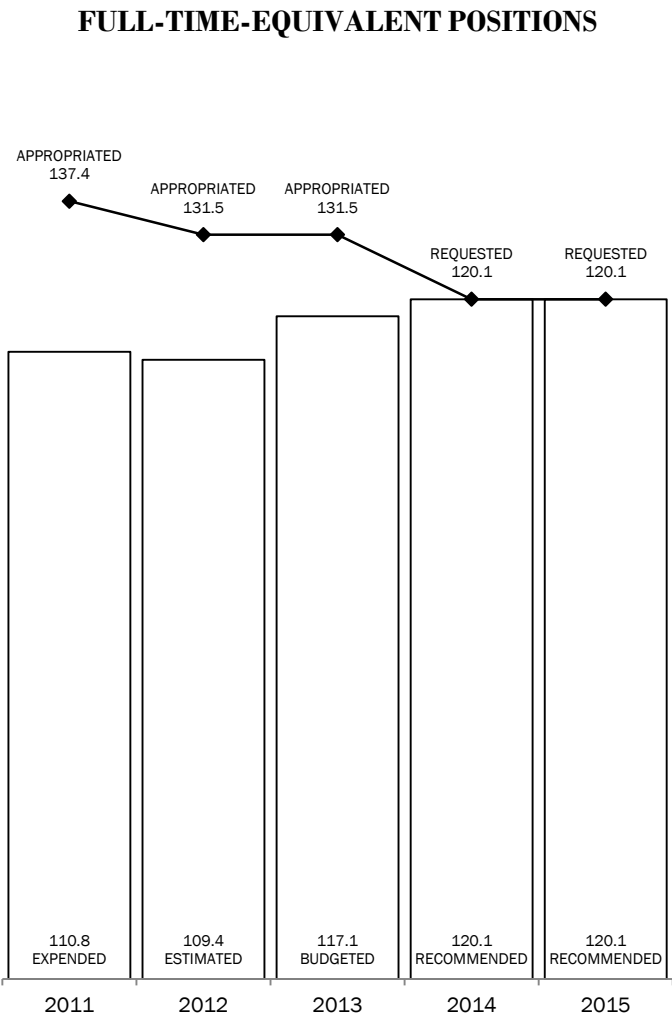 FULL-TIME-EQUIVALENT POSITIONS
APPROPRIATED
137.4
APPROPRIATED
131.5
APPROPRIATED
131.5
REQUESTED
120.1
REQUESTED
120.1
110.8
EXPENDED
109.4
ESTIMATED
117.1
BUDGETED
120.1
RECOMMENDED
120.1
RECOMMENDED
2011
2012
2013
2014
2015